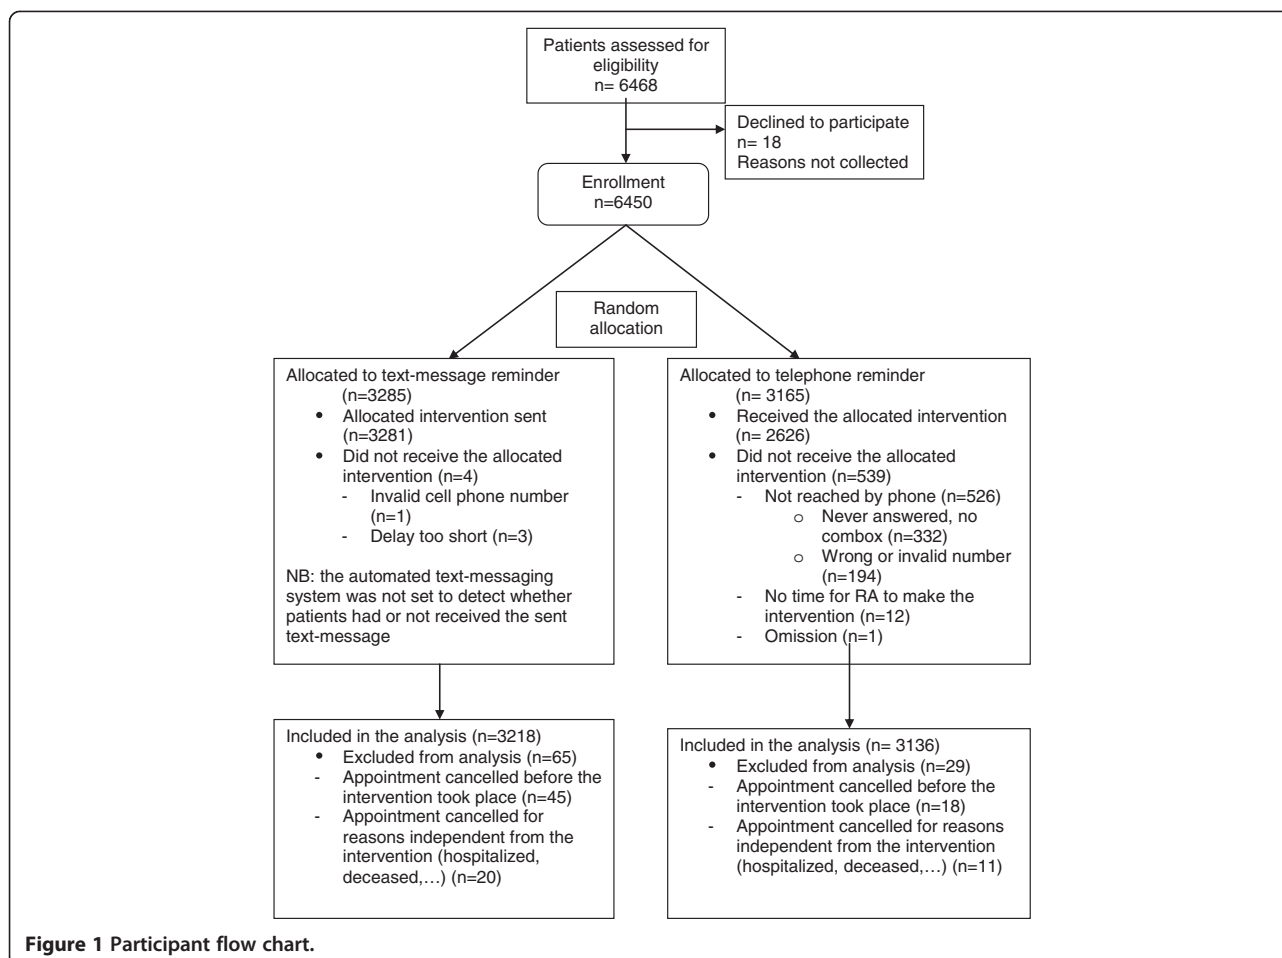 Patients assessed for
eligibility
n= 6468
Declined to participate
n= 18
Reasons not collected
Enrollment
n=6450
Random
allocation
Allocated to text-message reminder
(n=3285)
• Allocated intervention sent
(n=3281)
• Did not receive the allocated
intervention (n=4)
- Invalid cell phone number
(n=1)
- Delay too short (n=3)
NB: the automated text-messaging
system was not set to detect whether
patients had or not received the sent
text-message
Allocated to telephone reminder
(n= 3165)
• Received the allocated intervention
(n= 2626)
• Did not receive the allocated
intervention (n=539)
- Not reached by phone (n=526)
o Never answered, no
combox (n=332)
o Wrong or invalid number
(n=194)
- No time for RA to make the
intervention (n=12)
- Omission (n=1)
Included in the analysis (n=3218)
• Excluded from analysis (n=65)
- Appointment cancelled before the
intervention took place (n=45)
- Appointment cancelled for
reasons independent from the
intervention (hospitalized,
deceased,…) (n=20)
Included in the analysis (n= 3136)
• Excluded from analysis (n=29)
- Appointment cancelled before the
intervention took place (n=18)
- Appointment cancelled for reasons
independent from the intervention
(hospitalized, deceased,…) (n=11)
Figure 1 Participant flow chart.